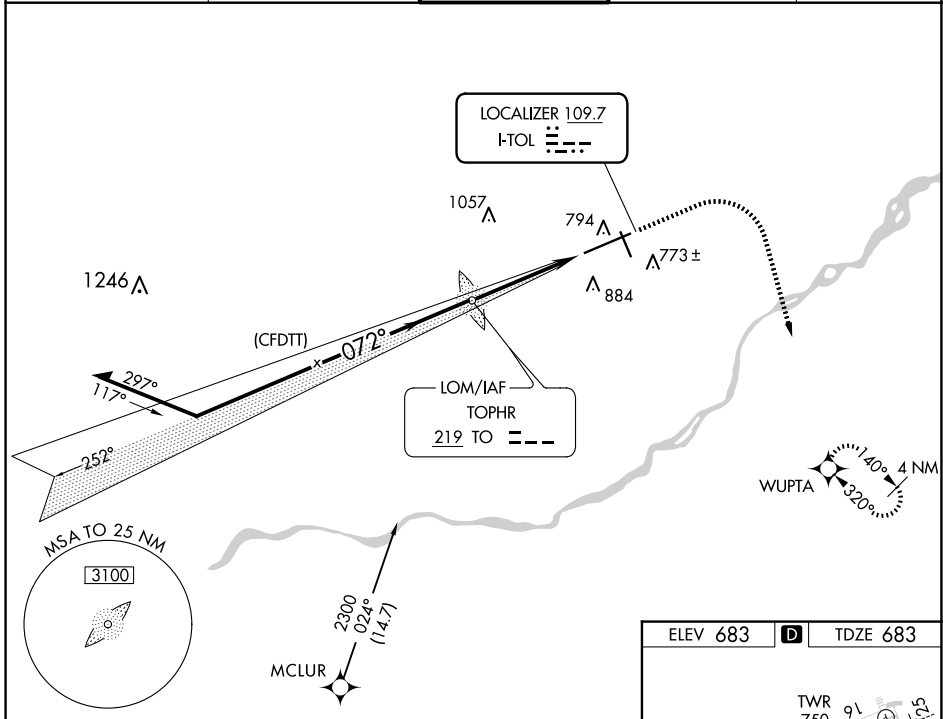 LOCALIZER 109.7
I-TOL
1057
794
773 ±
884
1246
(CFDTT)
072°
297°
117°
252°
LOM/IAF
TOPHR
219 TO
WUPTA
140°
320°
4 NM
MSA TO 25 NM
3100
2300
024°
(14.7)
MCLUR
ELEV 683 D TDZE 683
TWR
750
16
25